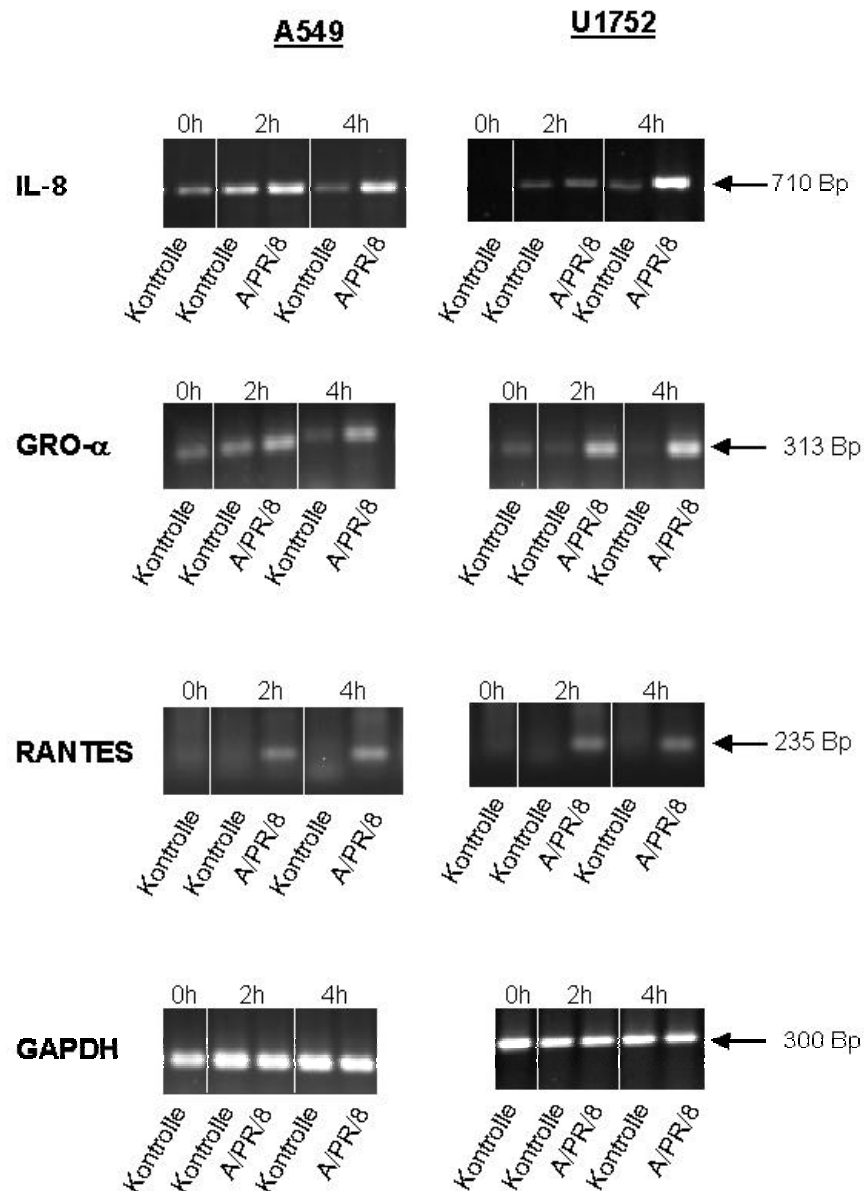 A549 U1752
0h 2h 4h 0h 2h 4h
IL-8 710 Bp
Kontrolle Kontrolle A/PR/8 Kontrolle A/PR/8 Kontrolle Kontrolle A/PR/8 Kontrolle A/PR/8
0h 2h 4h 0h 2h 4h
GRO-α 313 Bp
Kontrolle Kontrolle A/PR/8 Kontrolle A/PR/8 Kontrolle Kontrolle A/PR/8 Kontrolle A/PR/8
0h 2h 4h 0h 2h 4h
RANTES 235 Bp
Kontrolle Kontrolle A/PR/8 Kontrolle A/PR/8 Kontrolle Kontrolle A/PR/8 Kontrolle A/PR/8
0h 2h 4h 0h 2h 4h
GAPDH 300 Bp
Kontrolle Kontrolle A/PR/8 Kontrolle A/PR/8 Kontrolle Kontrolle A/PR/8 Kontrolle A/PR/8